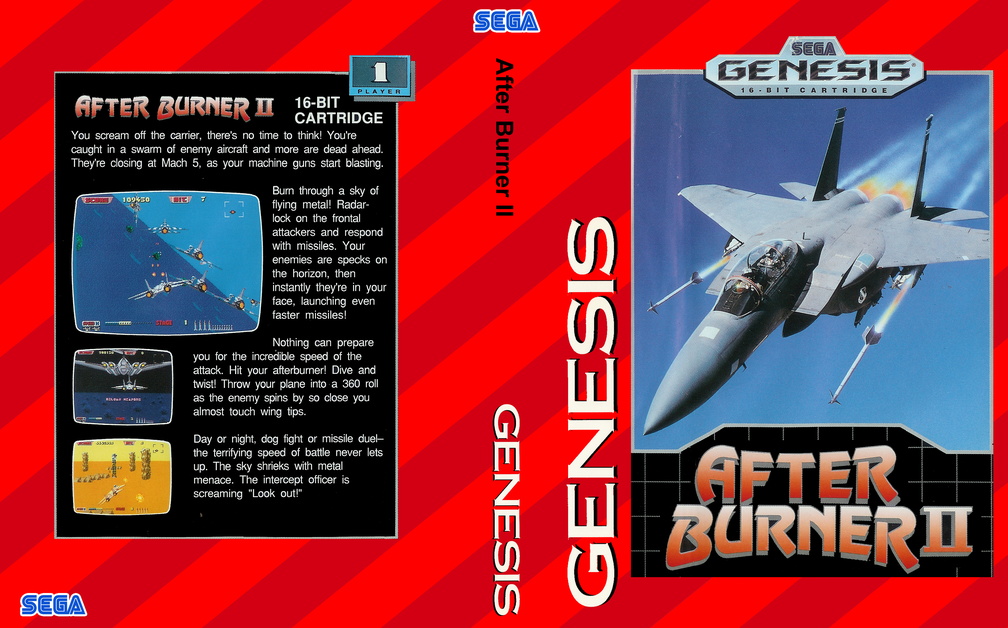 1
PLAYER
AFTER BURNER II
16-BIT
CARTRIDGE
You scream off the carrier, there's no time to think! You're
caught in a swarm of enemy aircraft and more are dead ahead.
They're closing at Mach 5, as your machine guns start blasting.
Burn through a sky of
flying metal! Radar-
lock on the frontal
attackers and respond
with missiles. Your
enemies are specks on
the horizon, then
instantly they're in your
face, launching even
faster missiles!
Nothing can prepare
you for the incredible speed of the
attack. Hit your afterburner! Dive and
twist! Throw your plane into a 360 roll
as the enemy spins by so close you
almost touch wing tips.
Day or night, dog fight or missile duel–
the terrifying speed of battle never lets
up. The sky shrieks with metal
menace. The intercept officer is
screaming "Look out!"
SEGA
SEGA
After Burner II
GENESIS
GENESIS
SEGA
GENESIS
16-BIT CARTRIDGE
AFTER
BURNER II